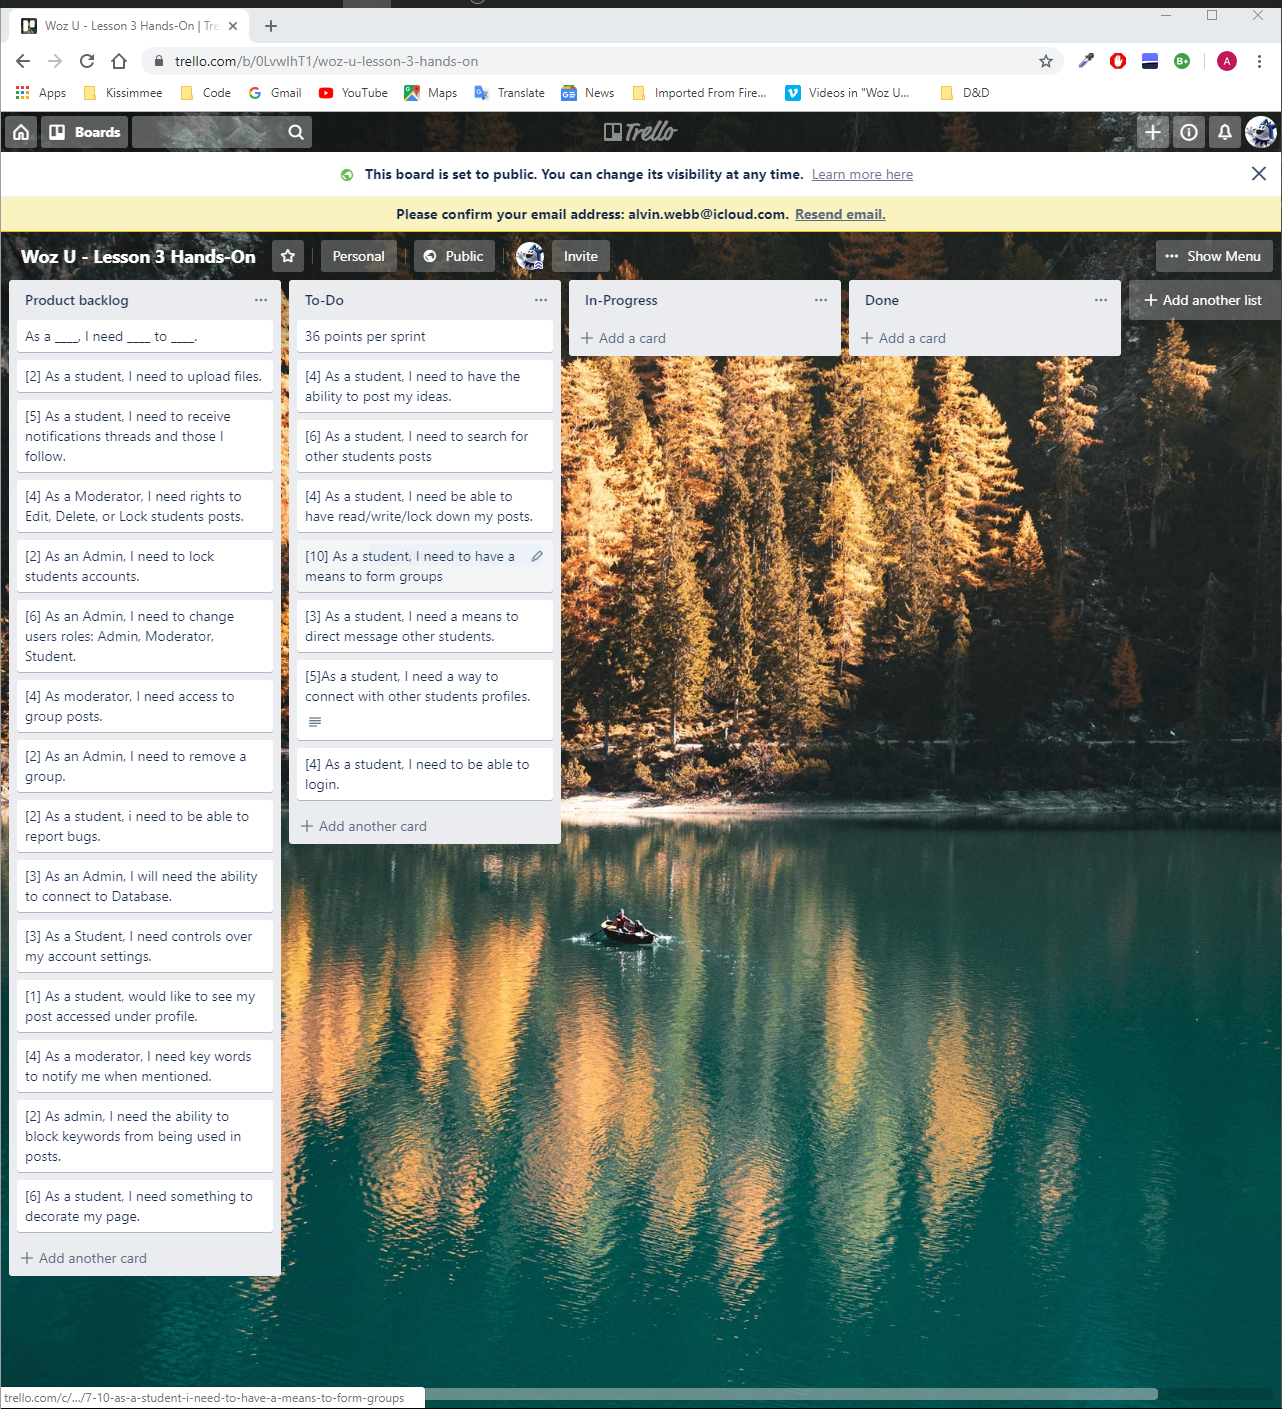 Woz U - Lesson 3 Hands-On | Tre
trello.com/b/0LvwlhT1/woz-u-lesson-3-hands-on
A
Apps
Kissimmee
Code
Gmail
YouTube
Maps
Translate
News
Imported From Fire...
Videos in "Woz U...
D&D
Boards
Trello
This board is set to public. You can change its visibility at any time. Learn more here
Please confirm your email address: alvin.webb@icloud.com. Resend email.
Woz U - Lesson 3 Hands-On
Personal
Public
Invite
Show Menu
Product backlog
As a ____, I need ____ to ____.
[2] As a student, I need to upload files.
[5] As a student, I need to receive
notifications threads and those I
follow.
[4] As a Moderator, I need rights to
Edit, Delete, or Lock students posts.
[2] As an Admin, I need to lock
students accounts.
[6] As an Admin, I need to change
users roles: Admin, Moderator,
Student.
[4] As moderator, I need access to
group posts.
[2] As an Admin, I need to remove a
group.
[2] As a student, i need to be able to
report bugs.
[3] As an Admin, I will need the ability
to connect to Database.
[3] As a Student, I need controls over
my account settings.
[1] As a student, would like to see my
post accessed under profile.
[4] As a moderator, I need key words
to notify me when mentioned.
[2] As admin, I need the ability to
block keywords from being used in
posts.
[6] As a student, I need something to
decorate my page.
Add another card
To-Do
36 points per sprint
[4] As a student, I need to have the
ability to post my ideas.
[6] As a student, I need to search for
other students posts
[4] As a student, I need be able to
have read/write/lock down my posts.
[10] As a student, I need to have a
means to form groups
[3] As a student, I need a means to
direct message other students.
[5]As a student, I need a way to
connect with other students profiles.
[4] As a student, I need to be able to
login.
Add another card
In-Progress
Add a card
Done
Add a card
Add another list
trello.com/c/.../7-10-as-a-student-i-need-to-have-a-means-to-form-groups